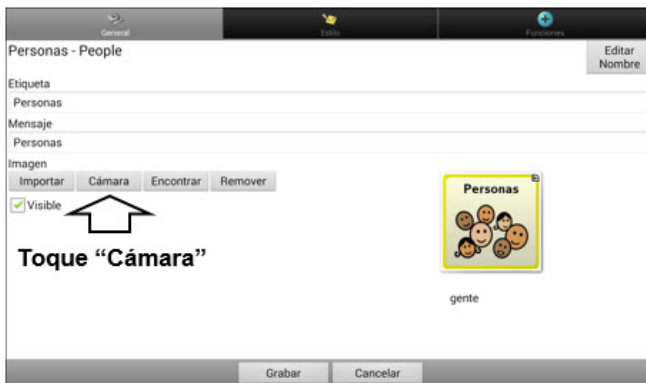 General
Estilo
Funciones
Personas - People
Editar
Nombre
Etiqueta
Personas
Mensaje
Personas
Imagen
Importar Cámara Encontrar Remover
Visible
Personas
Toque “Cámara”
gente
Grabar Cancelar